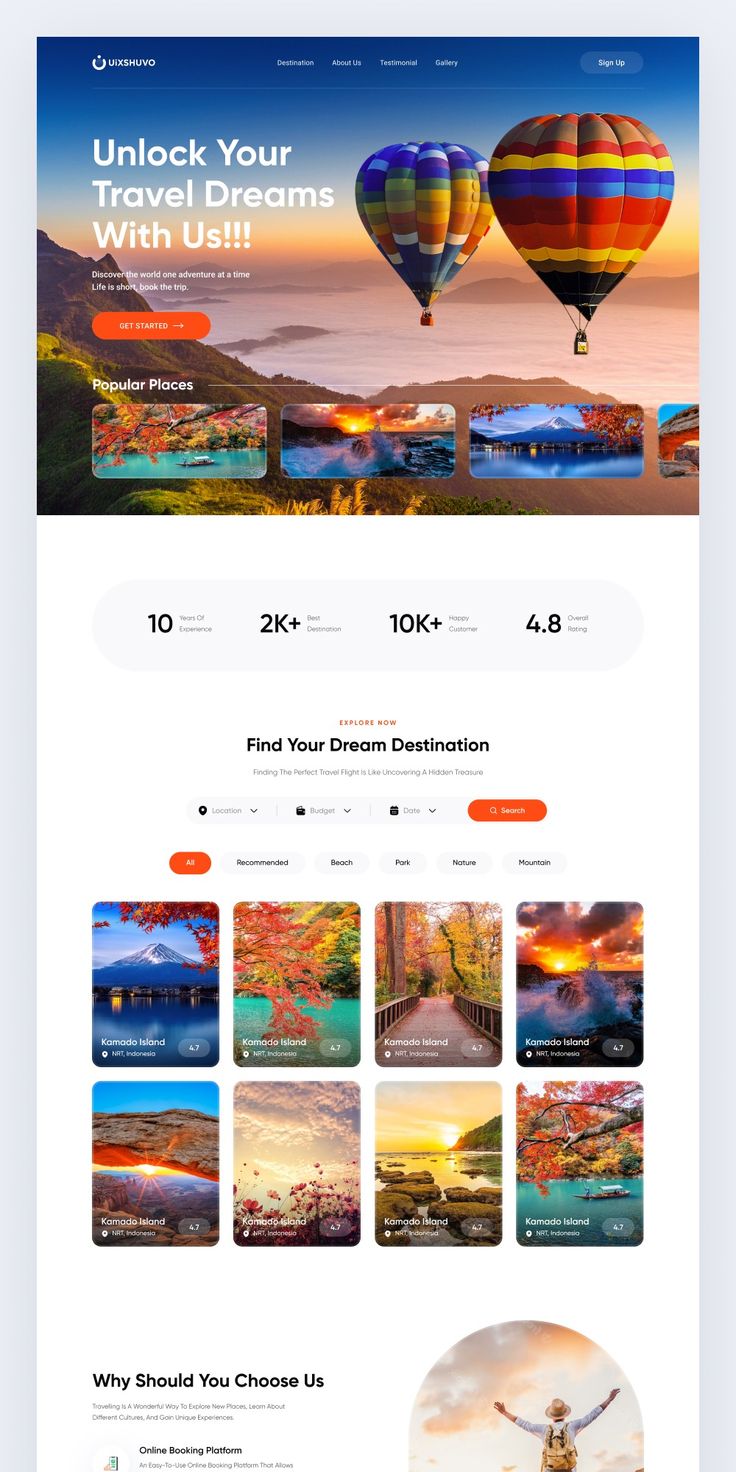 UiXSHUVO
Destination
About Us
Testimonial
Gallery
Sign Up
Unlock Your
Travel Dreams
With Us!!!
Discover the world one adventure at a time
Life is short, book the trip.
GET STARTED
Popular Places
10
Years Of
Experience
2K+
Best
Destination
10K+
Happy
Customer
4.8
Overall
Rating
EXPLORE NOW
Find Your Dream Destination
Finding The Perfect Travel Flight Is Like Uncovering A Hidden Treasure
Location
Budget
Date
Search
All
Recommended
Beach
Park
Nature
Mountain
Kamado Island
NRT, Indonesia
4.7
Kamado Island
NRT, Indonesia
4.7
Kamado Island
NRT, Indonesia
4.7
Kamado Island
NRT, Indonesia
4.7
Kamado Island
NRT, Indonesia
4.7
Kamado Island
NRT, Indonesia
4.7
Kamado Island
NRT, Indonesia
4.7
Kamado Island
NRT, Indonesia
4.7
Why Should You Choose Us
Travelling Is A Wonderful Way To Explore New Places, Learn About
Different Cultures, And Gain Unique Experiences.
Online Booking Platform
An Easy-To-Use Online Booking Platform That Allows